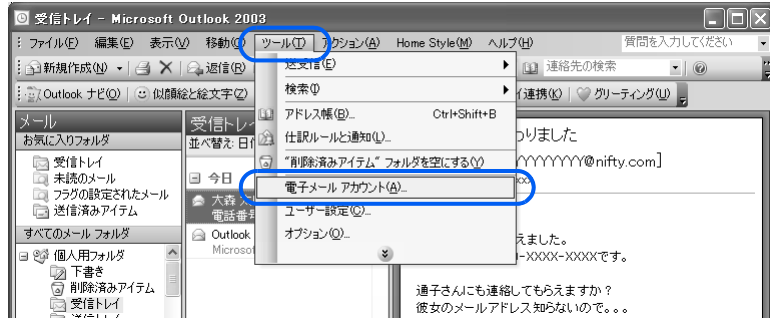 受信トレイ - Microsoft Outlook 2003
ファイル(F) 編集(E) 表示(V) 移動(G) ツール(T) アクション(A) Home Style(M) ヘルプ(H) 質問を入力してください
新規作成(N) 返信(R) 連絡先の検索
Outlook ナビ(Q) 似顔絵と絵文字(Z) イ連携(K) グリーティング(U)
メール
お気に入りフォルダ
受信トレイ
未読のメール
フラグの設定されたメール
送信済みアイテム
すべてのメール フォルダ
個人用フォルダ
下書き
削除済みアイテム
受信トレイ
受信トレ
並べ替え: 日
今日
大森
電話番号
Outlook
Microsof
送受信(E)
検索(I)
アドレス帳(B)... Ctrl+Shift+B
仕訳ルールと通知(L)...
"削除済みアイテム" フォルダを空にする(Y)
電子メール アカウント(A)...
ユーザー設定(C)...
オプション(O)...
わりました
YYYYYYY@nifty.com]
xx
えました。
-XXXX-XXXXです。
通子さんにも連絡してもらえますか？
彼女のメールアドレス知らないので。。。